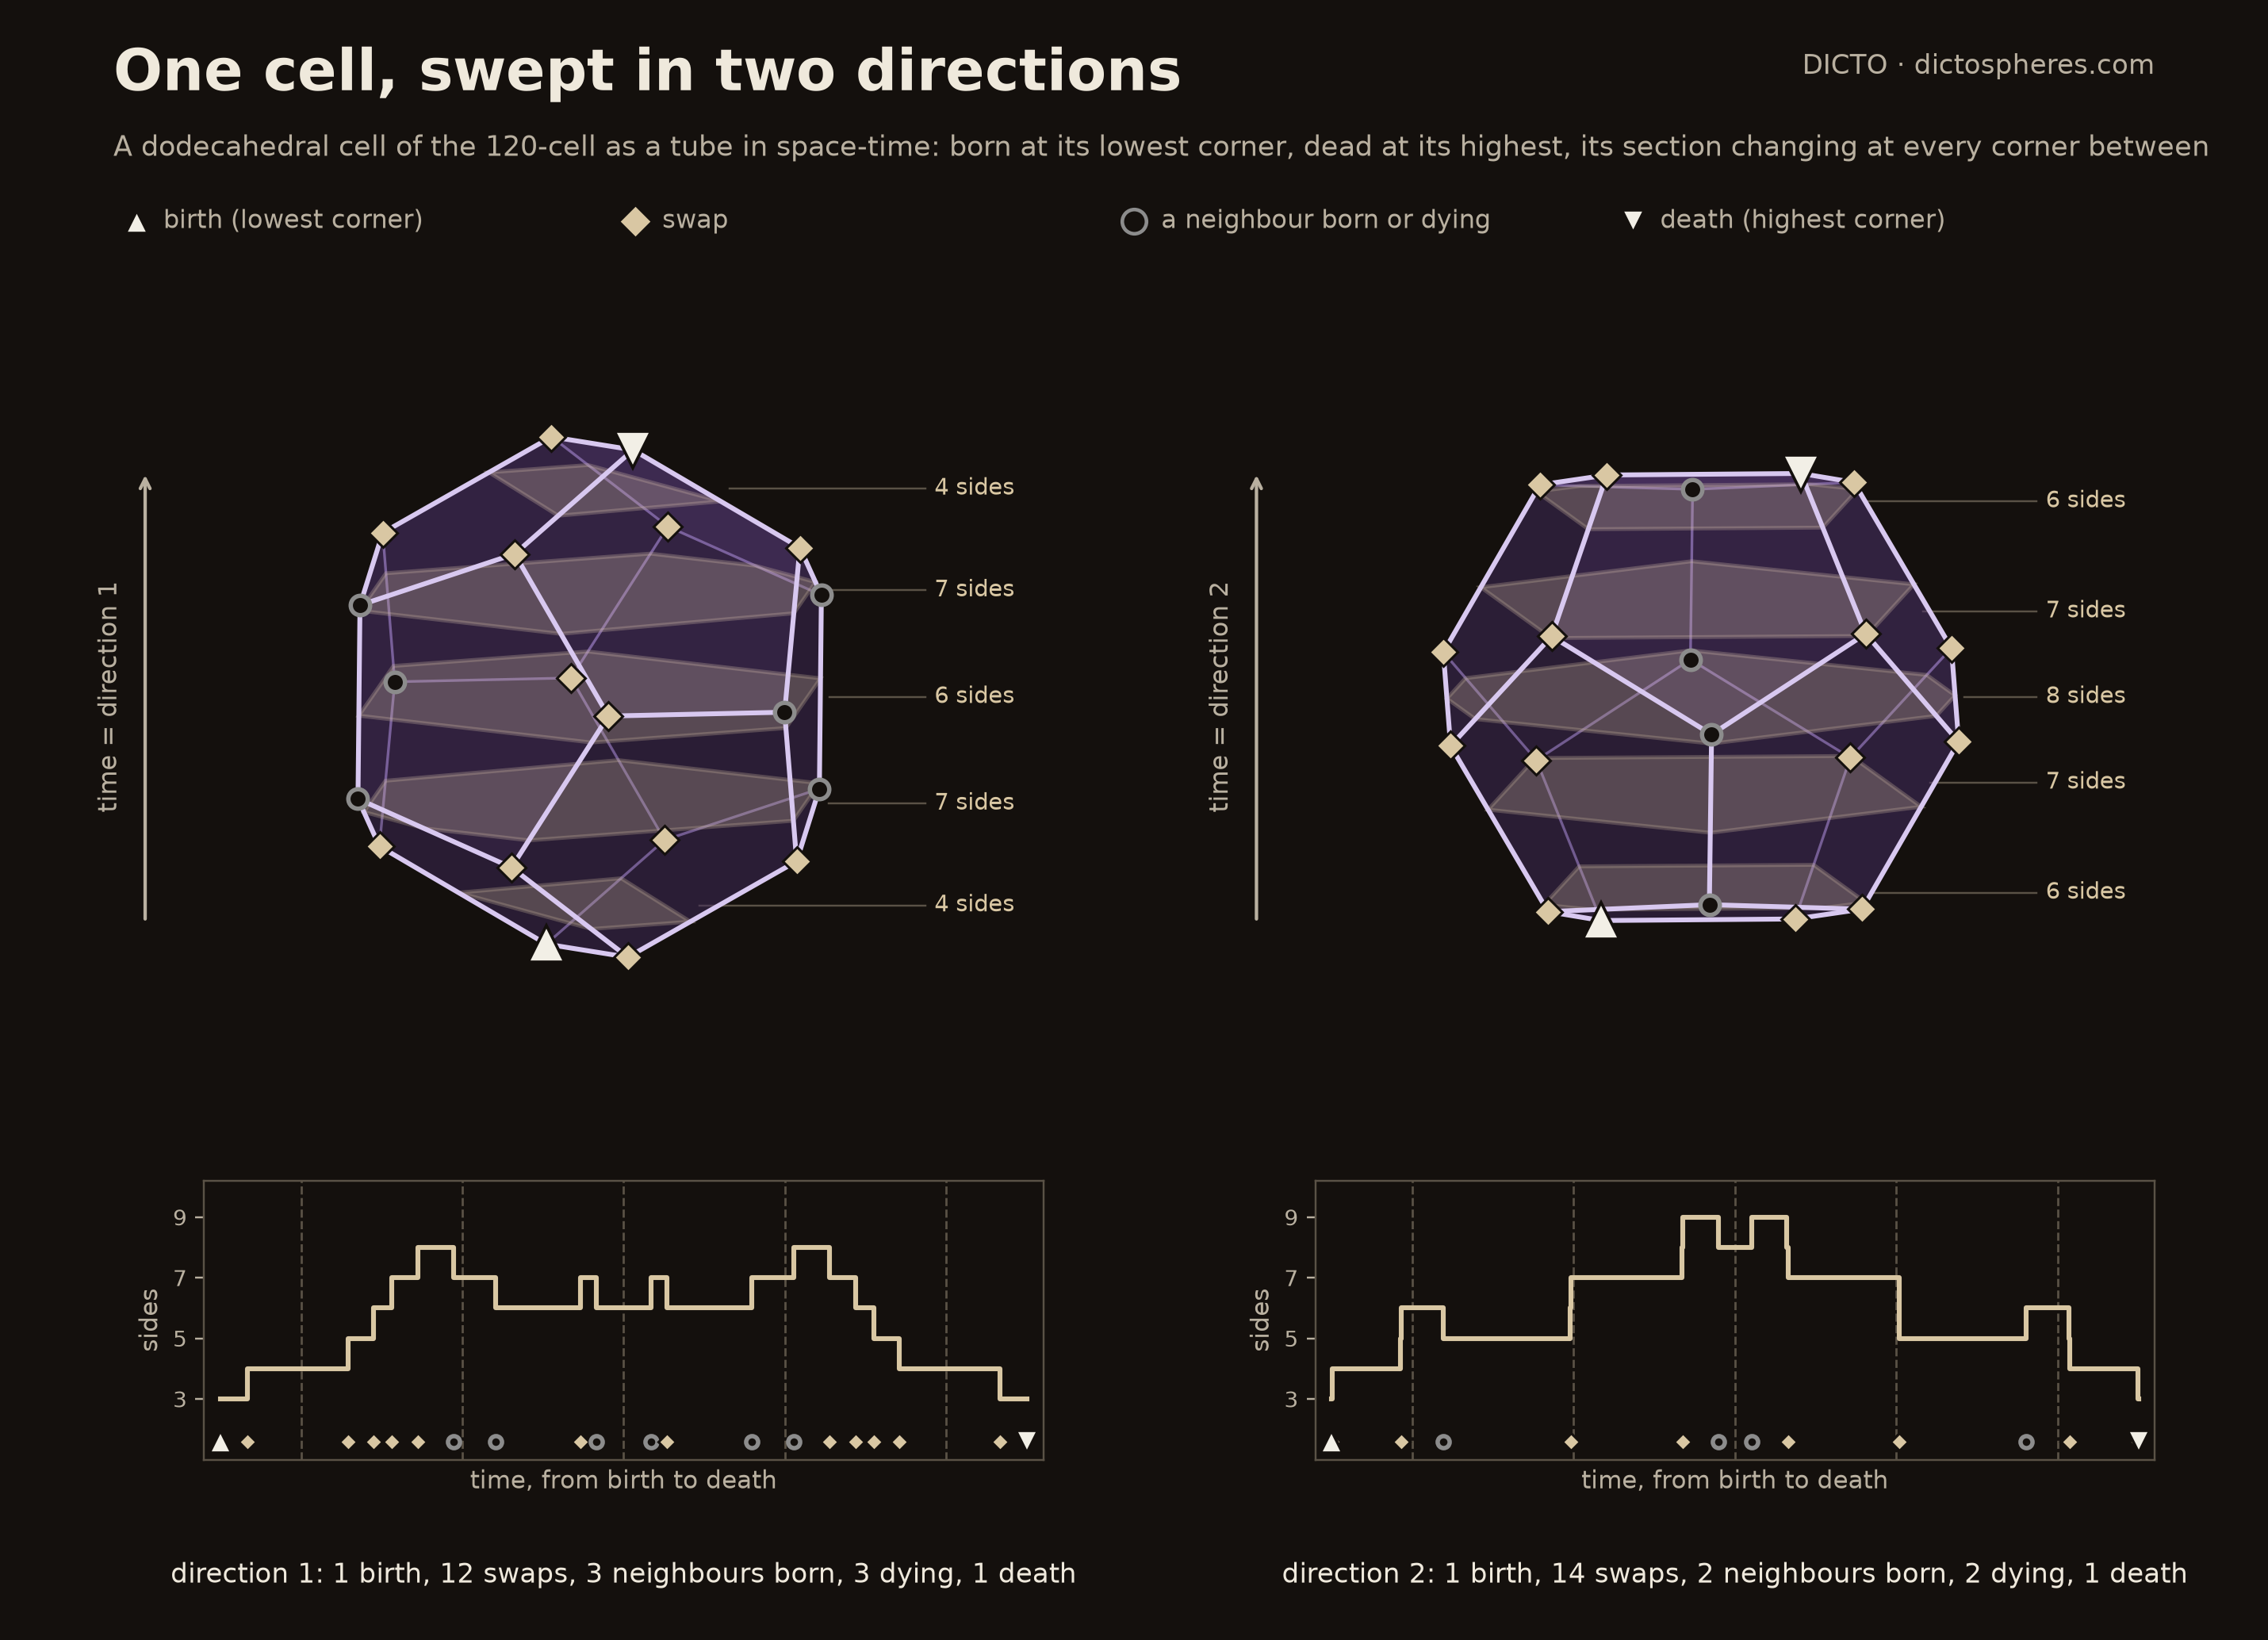 One cell, swept in two directions
DICTO · dictospheres.com
A dodecahedral cell of the 120-cell as a tube in space-time: born at its lowest corner, dead at its highest, its section changing at every corner between
birth (lowest corner)
swap
a neighbour born or dying
death (highest corner)
time = direction 1
4 sides
7 sides
6 sides
7 sides
4 sides
time = direction 2
6 sides
7 sides
8 sides
7 sides
6 sides
sides
9
7
5
3
time, from birth to death
sides
9
7
5
3
time, from birth to death
direction 1: 1 birth, 12 swaps, 3 neighbours born, 3 dying, 1 death
direction 2: 1 birth, 14 swaps, 2 neighbours born, 2 dying, 1 death